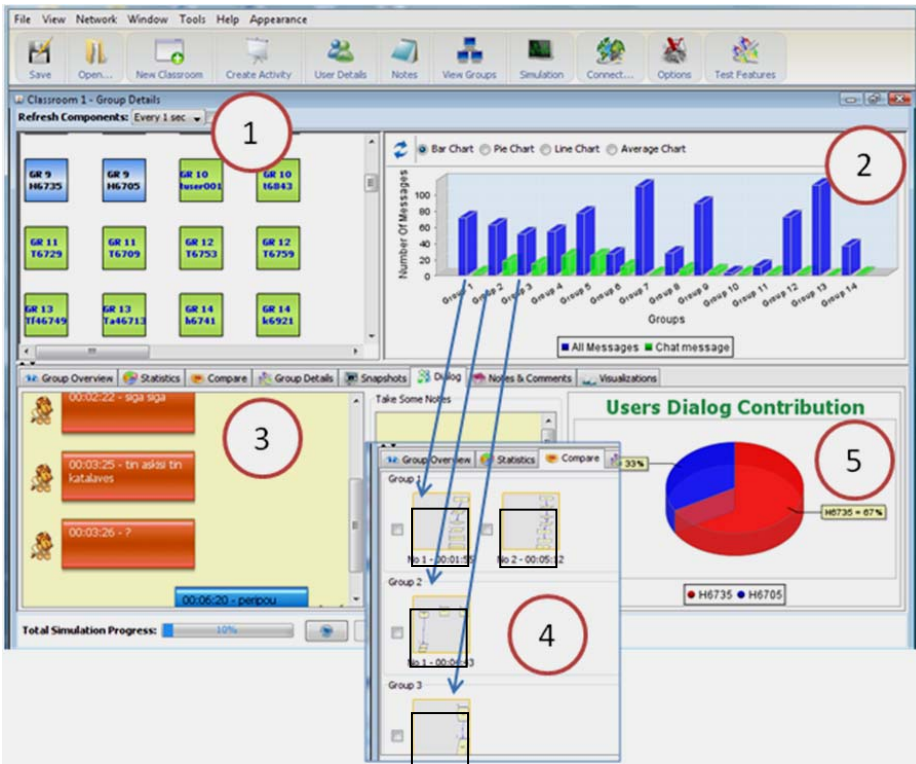 File View Network Window Tools Help Appearance
Save Open... New Classroom Create Activity User Details Notes View Groups Simulation Connect... Options Test Features
Classroom 1 - Group Details
Refresh Components: Every 1 sec
1
GR 9 H6735
GR 9 H6705
GR 10 tuser001
GR 10 t6843
GR 11 T6729
GR 11 T6709
GR 12 T6753
GR 12 T6759
GR 13 Tf46749
GR 13 Ta46713
GR 14 h6741
GR 14 k6921
Bar Chart Pie Chart Line Chart Average Chart
2
Number Of Messages
100
80
60
40
20
0
Group 1 Group 2 Group 3 Group 4 Group 5 Group 6 Group 7 Group 8 Group 9 Group 10 Group 11 Group 12 Group 13 Group 14
Groups
All Messages Chat message
Group Overview Statistics Compare Group Details Snapshots Dialog Notes & Comments Visualizations
00:02:22 - siga siga
3
00:03:25 - tin askisi tin
katalaves
00:03:26 - ?
00:06:20 - peripou
Take Some Notes
Users Dialog Contribution
5
= 33%
H6735 = 67%
H6735 H6705
Total Simulation Progress: 10%
Group Overview Statistics Compare
Group 1
No 1 - 00:01:55 No 2 - 00:05:12
Group 2
4
No 1 - 00:04:43
Group 3